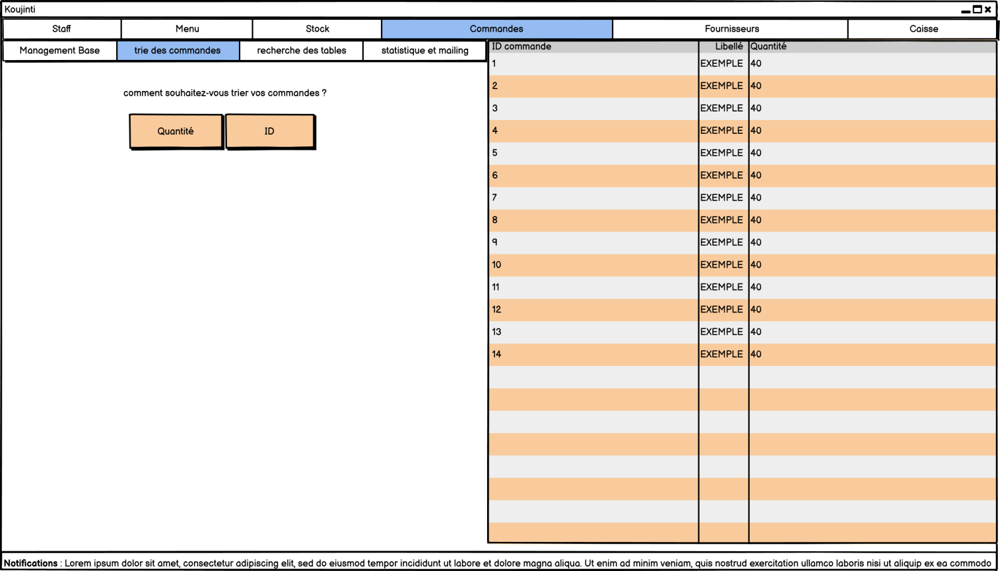 Koujinti
Staff Menu Stock Commandes Fournisseurs Caisse
Management Base trie des commandes recherche des tables statistique et mailing
comment souhaitez-vous trier vos commandes ?
Quantité ID
ID commande Libellé Quantité
1 EXEMPLE 40
2 EXEMPLE 40
3 EXEMPLE 40
4 EXEMPLE 40
5 EXEMPLE 40
6 EXEMPLE 40
7 EXEMPLE 40
8 EXEMPLE 40
9 EXEMPLE 40
10 EXEMPLE 40
11 EXEMPLE 40
12 EXEMPLE 40
13 EXEMPLE 40
14 EXEMPLE 40
Notifications : Lorem ipsum dolor sit amet, consectetur adipiscing elit, sed do eiusmod tempor incididunt ut labore et dolore magna aliqua. Ut enim ad minim veniam, quis nostrud exercitation ullamco laboris nisi ut aliquip ex ea commodo